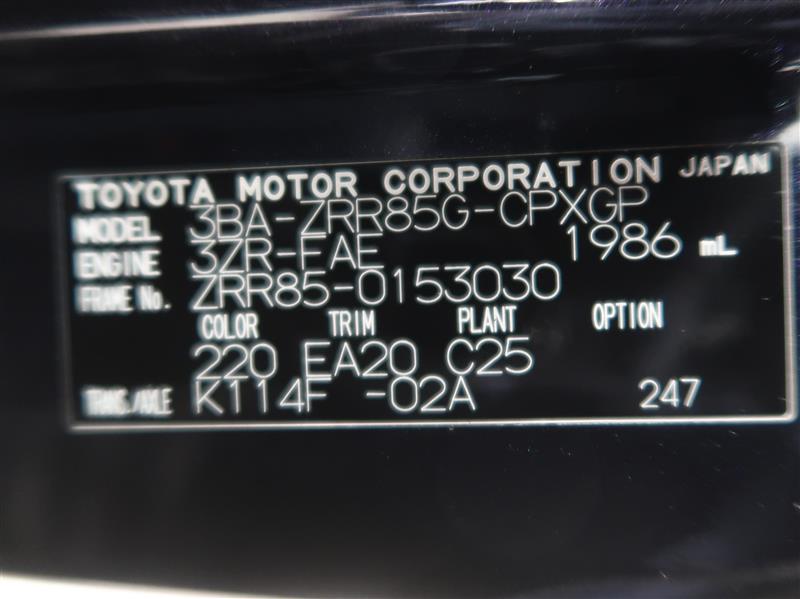 TOYOTA MOTOR CORPORATION JAPAN
MODEL 3BA-ZRR85G-CPXGP
ENGINE 3ZR-FAE 1986 mL
FRAME No. ZRR85-0153030
COLOR TRIM PLANT OPTION
220 EA20 C25
TRANS./AXLE K114F -02A 247